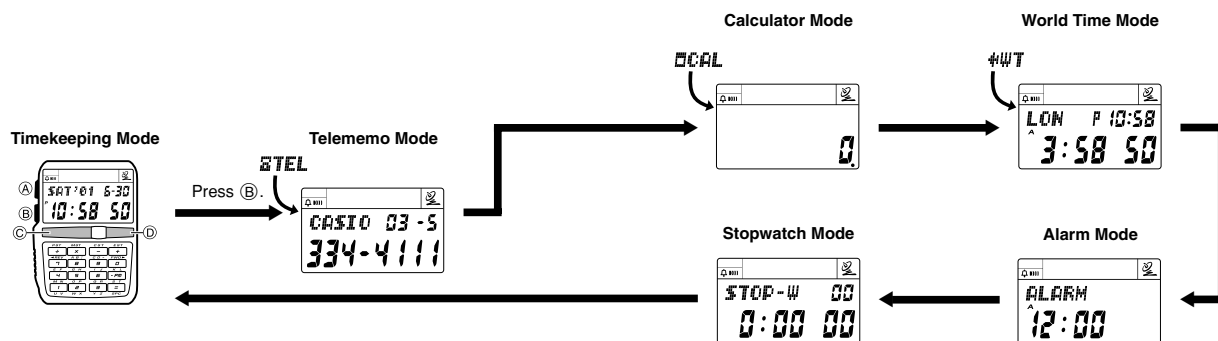 Calculator Mode
World Time Mode
CAL
WT
Timekeeping Mode
Telememo Mode
TEL
A
B
C
D
SAT'01 6-30
P 10:58 50
Press B.
CASIO 03-5
334-4111
0.
LON P 10:58
A 3:58 50
Stopwatch Mode
Alarm Mode
STOP-W 00
0:00 00
ALARM
A 12:00